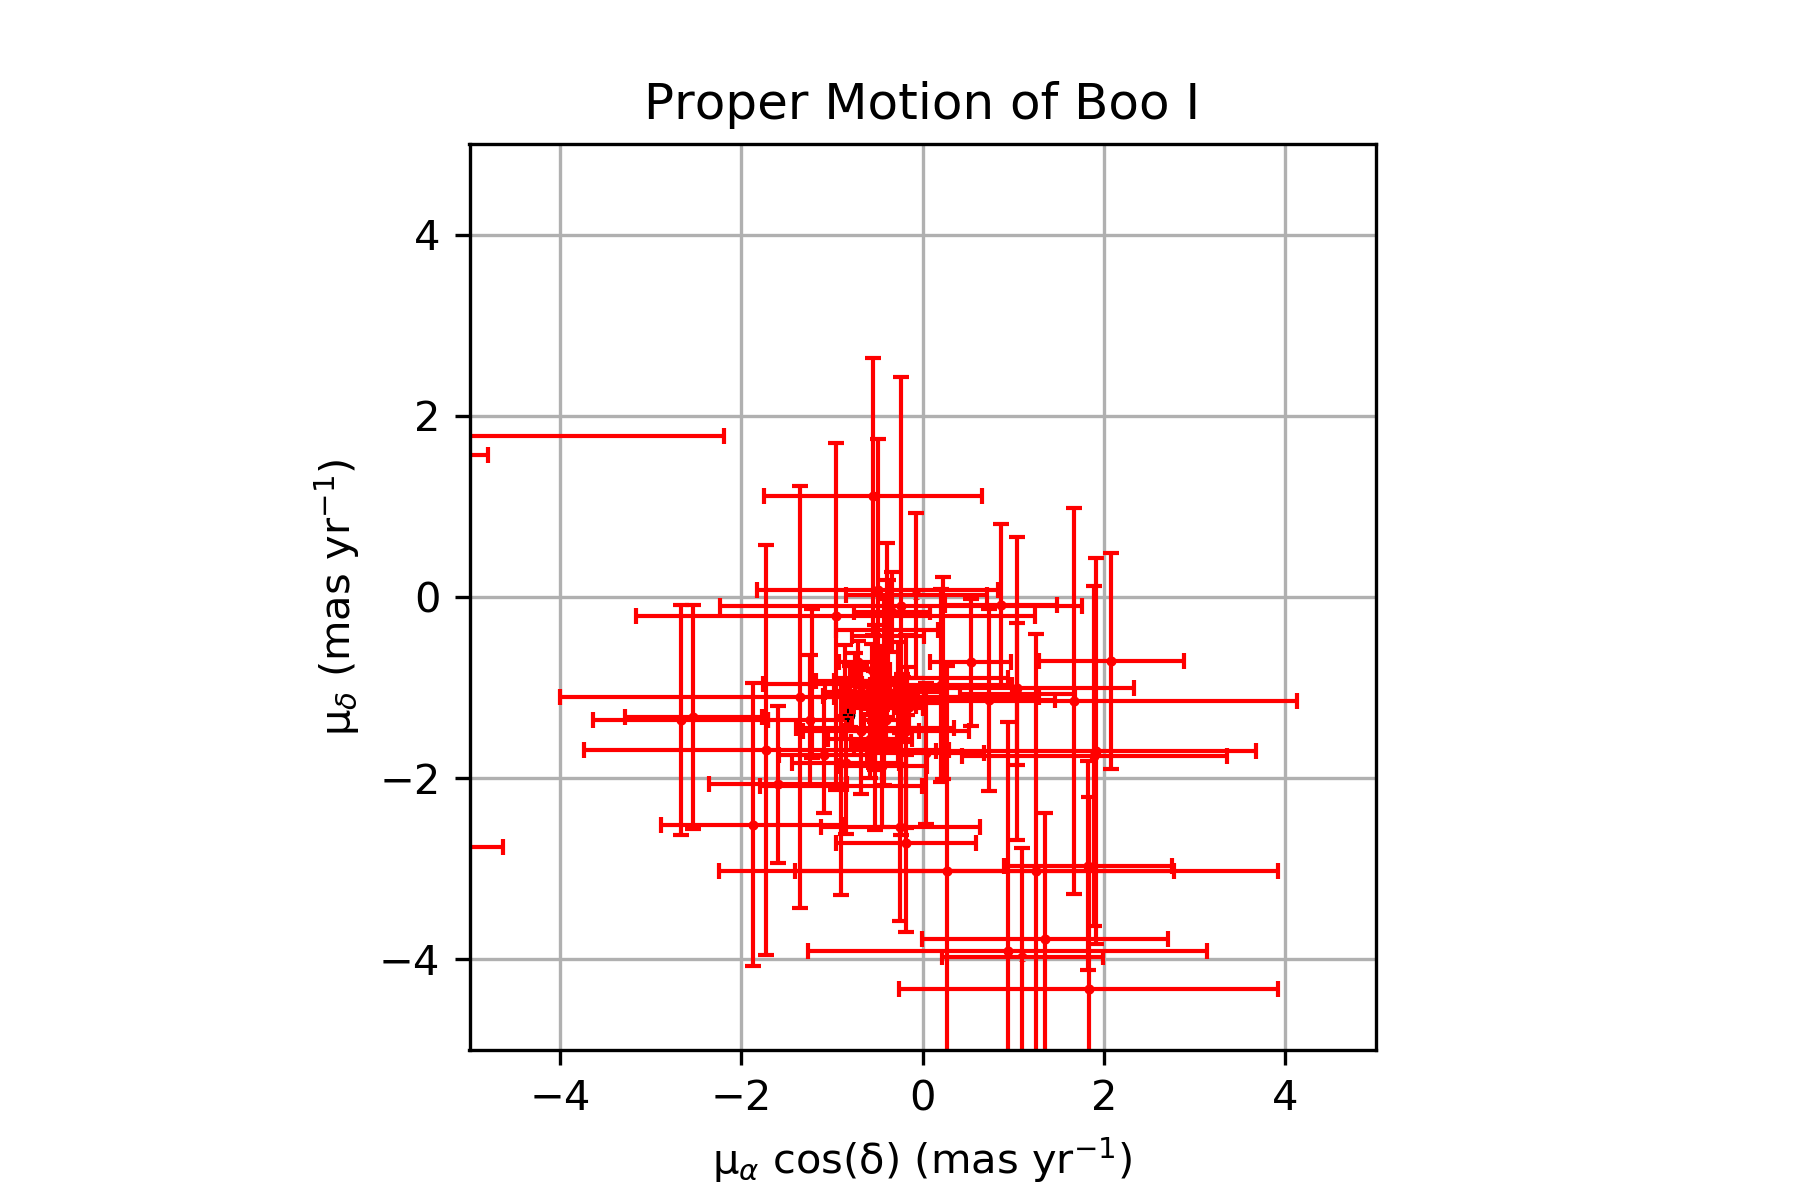 Proper Motion of Boo I
μδ (mas yr−1)
4
2
0
−2
−4
−4 −2 0 2 4
μα cos(δ) (mas yr−1)